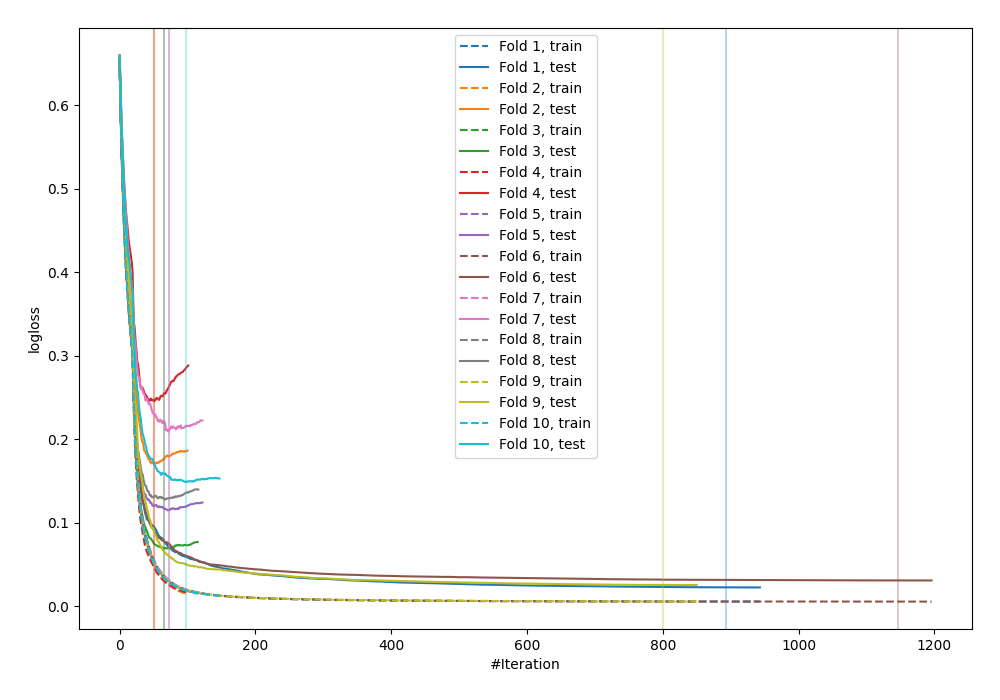 logloss
0.6
0.5
0.4
0.3
0.2
0.1
0.0
Fold 1, train
Fold 1, test
Fold 2, train
Fold 2, test
Fold 3, train
Fold 3, test
Fold 4, train
Fold 4, test
Fold 5, train
Fold 5, test
Fold 6, train
Fold 6, test
Fold 7, train
Fold 7, test
Fold 8, train
Fold 8, test
Fold 9, train
Fold 9, test
Fold 10, train
Fold 10, test
0 200 400 600 800 1000 1200
#Iteration